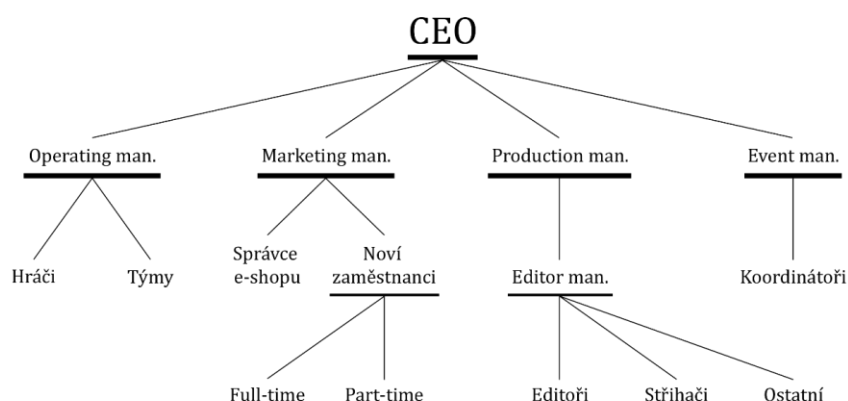 CEO
Operating man.
Marketing man.
Production man.
Event man.
Hráči
Týmy
Správce
e-shopu
Noví
zaměstnanci
Editor man.
Koordinátoři
Full-time
Part-time
Editoři
Střihači
Ostatní